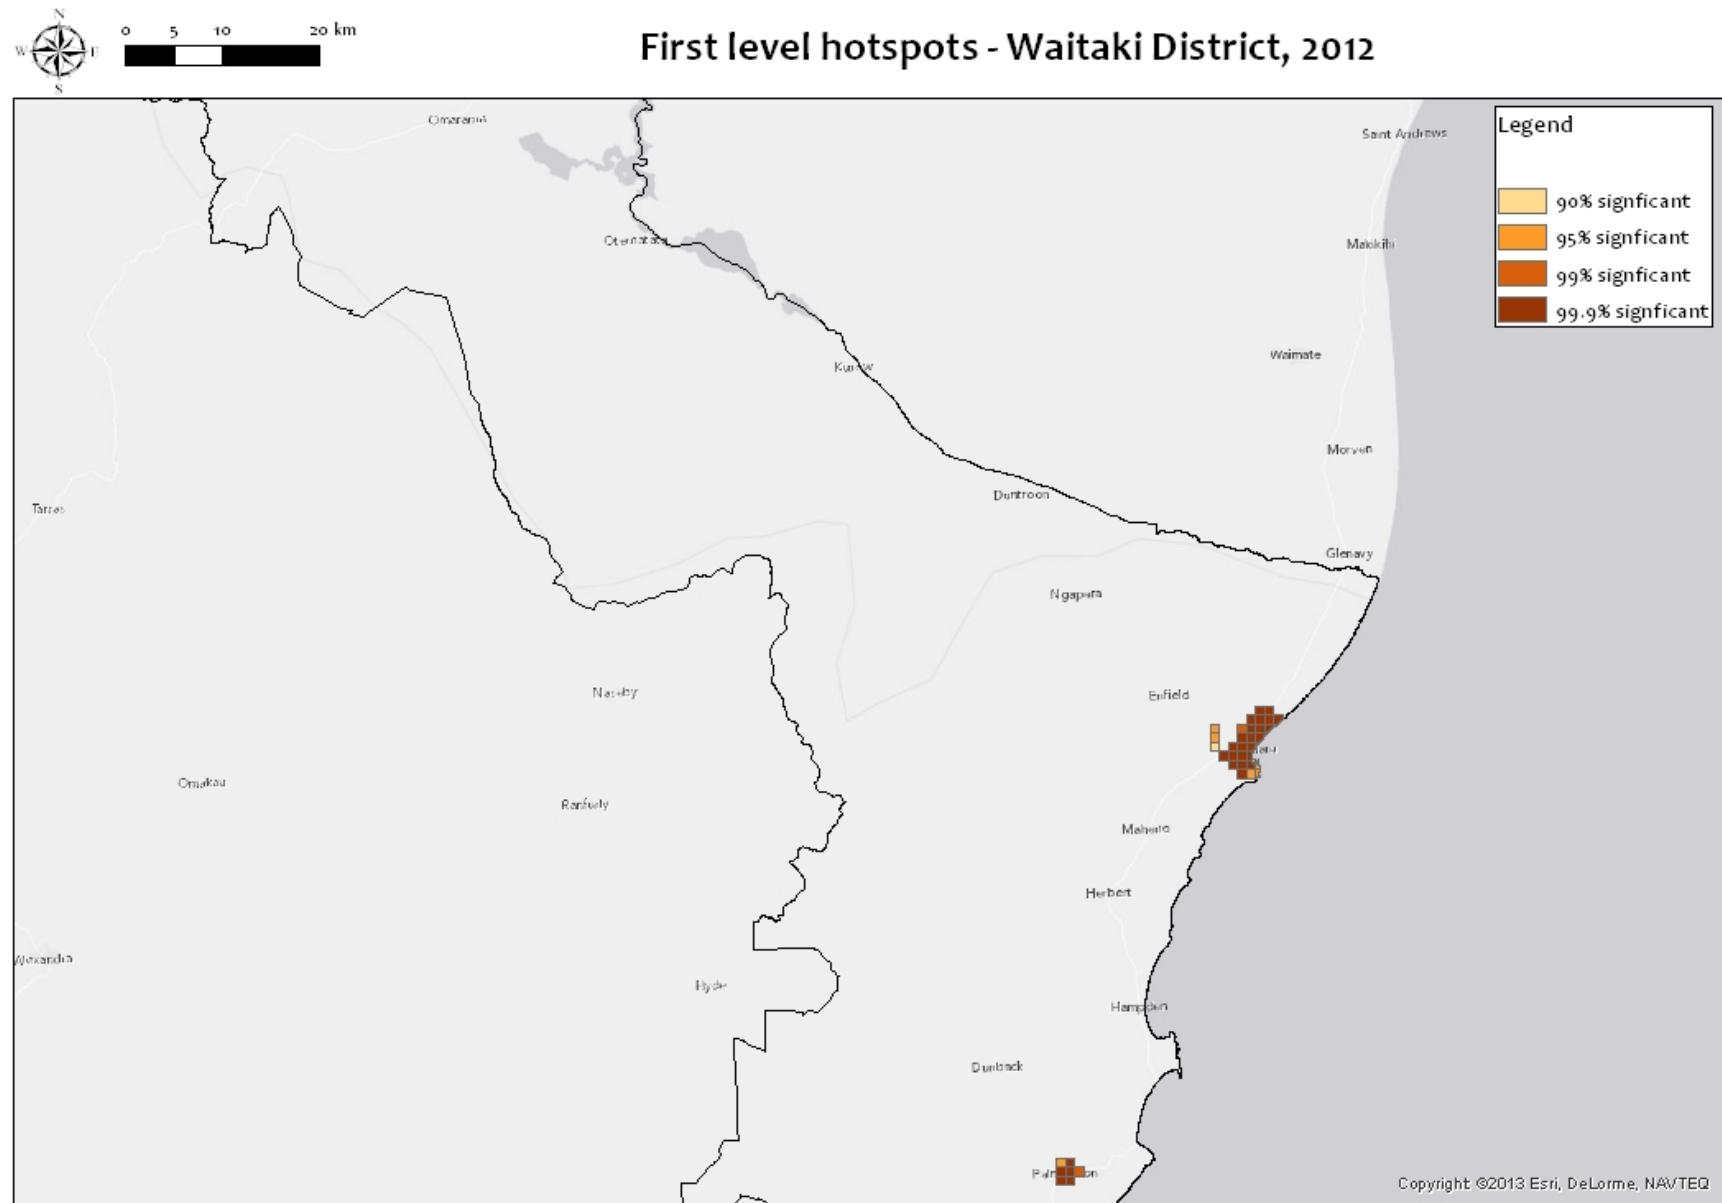 N
W E
S
0 5 10 20 km
First level hotspots - Waitaki District, 2012
Legend
90% signficant
95% signficant
99% signficant
99.9% signficant
Omarama
Saint Andrews
Otematata
Makikihi
Waimate
Kurow
Morven
Duntroon
Tarras
Glenavy
Ngapara
Naseby
Enfield
Omakau
Ranfurly
Maheno
Herbert
Alexandra
Hyde
Hampden
Dunback
Copyright ©2013 Esri, DeLorme, NAVTEQ